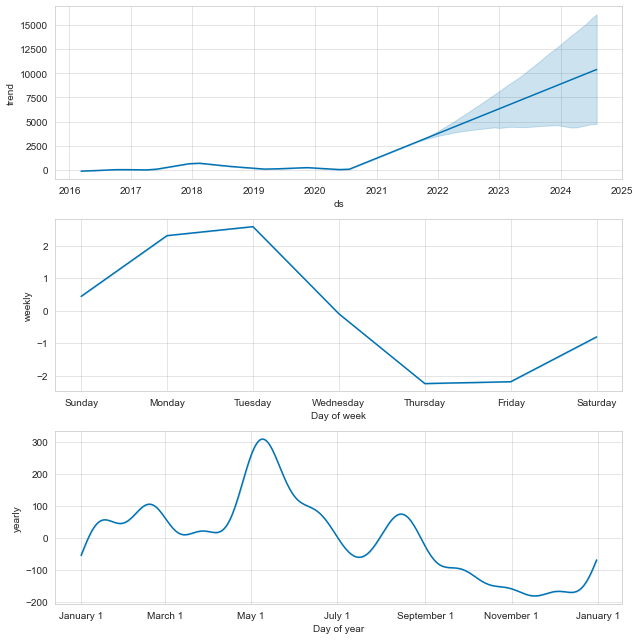 15000
12500
10000
7500
5000
2500
0
trend
2016 2017 2018 2019 2020 2021 2022 2023 2024 2025
ds
2
1
0
−1
−2
weekly
Sunday Monday Tuesday Wednesday Thursday Friday Saturday
Day of week
300
200
100
0
−100
−200
yearly
January 1 March 1 May 1 July 1 September 1 November 1 January 1
Day of year